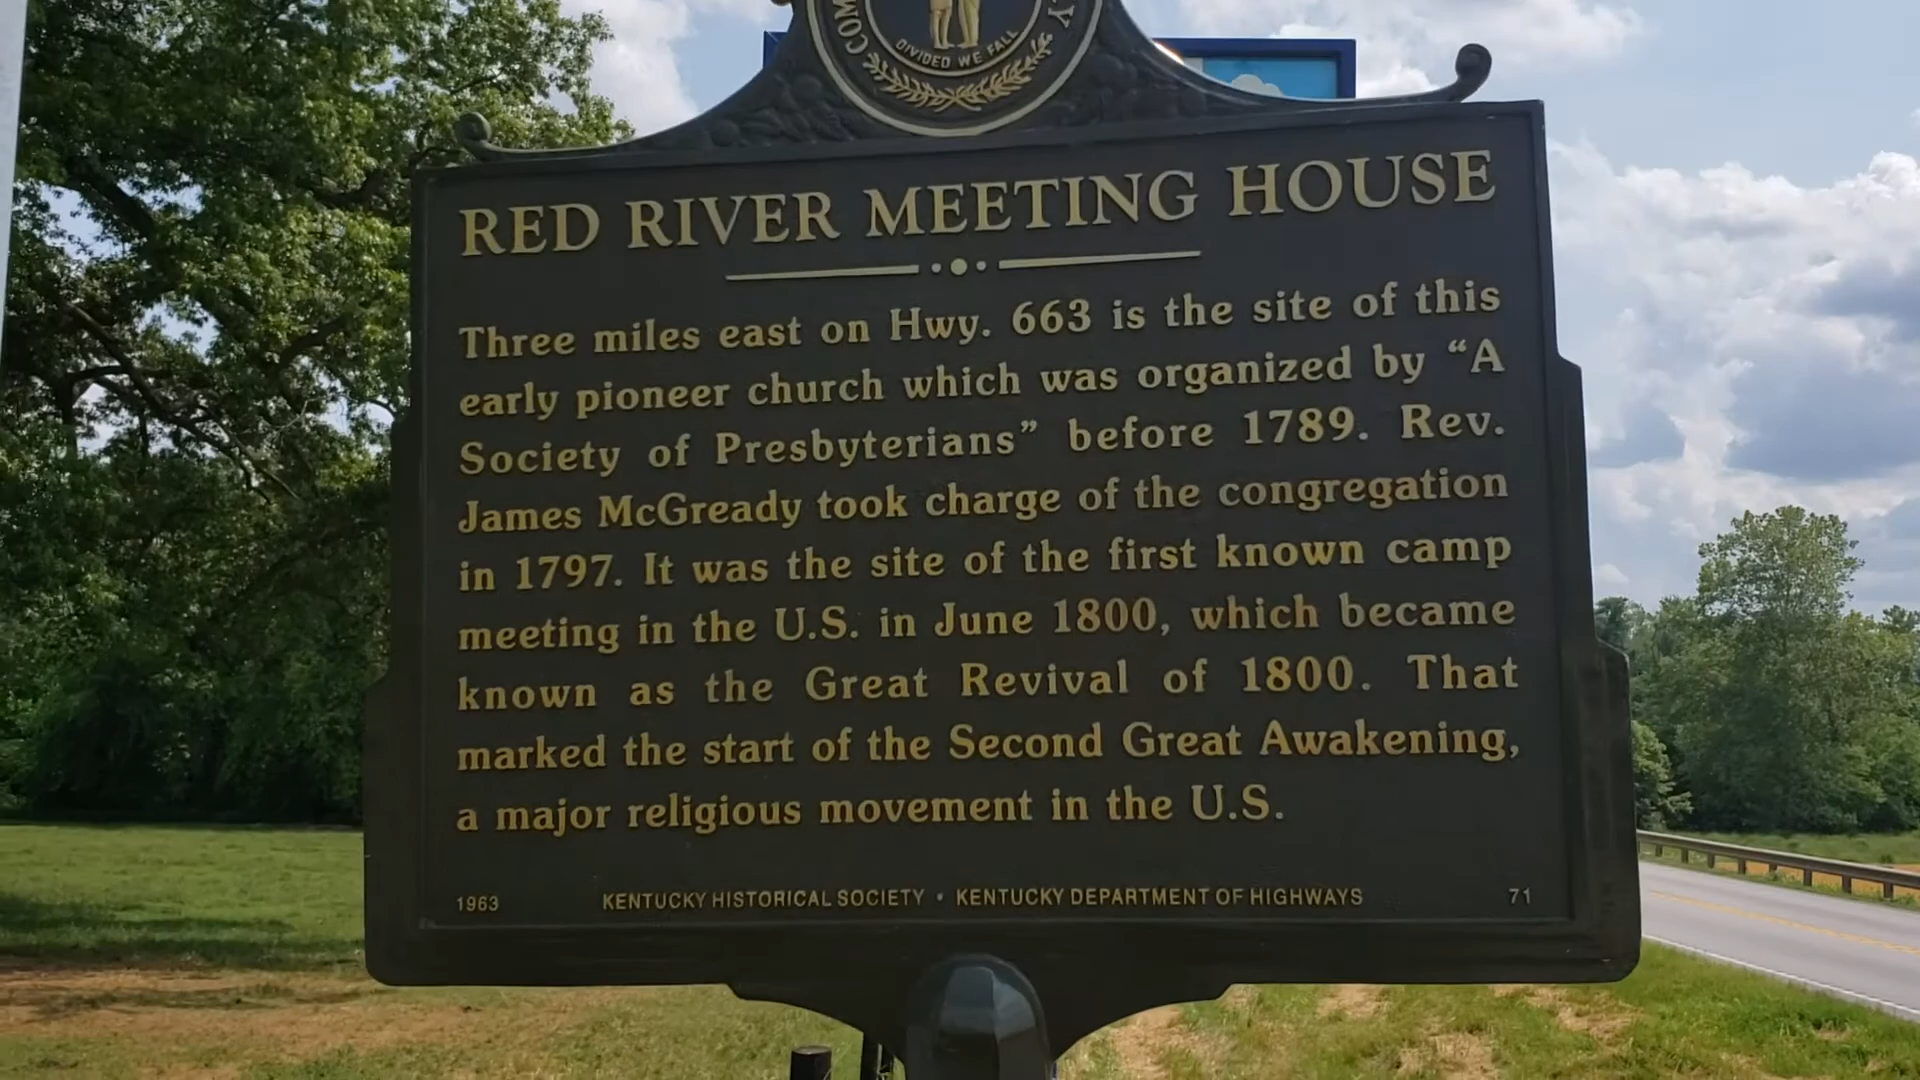 DIVIDED WE FALL
RED RIVER MEETING HOUSE
Three miles east on Hwy. 663 is the site of this
early pioneer church which was organized by “A
Society of Presbyterians” before 1789. Rev.
James McGready took charge of the congregation
in 1797. It was the site of the first known camp
meeting in the U.S. in June 1800, which became
known as the Great Revival of 1800. That
marked the start of the Second Great Awakening,
a major religious movement in the U.S.
1963 KENTUCKY HISTORICAL SOCIETY • KENTUCKY DEPARTMENT OF HIGHWAYS 71